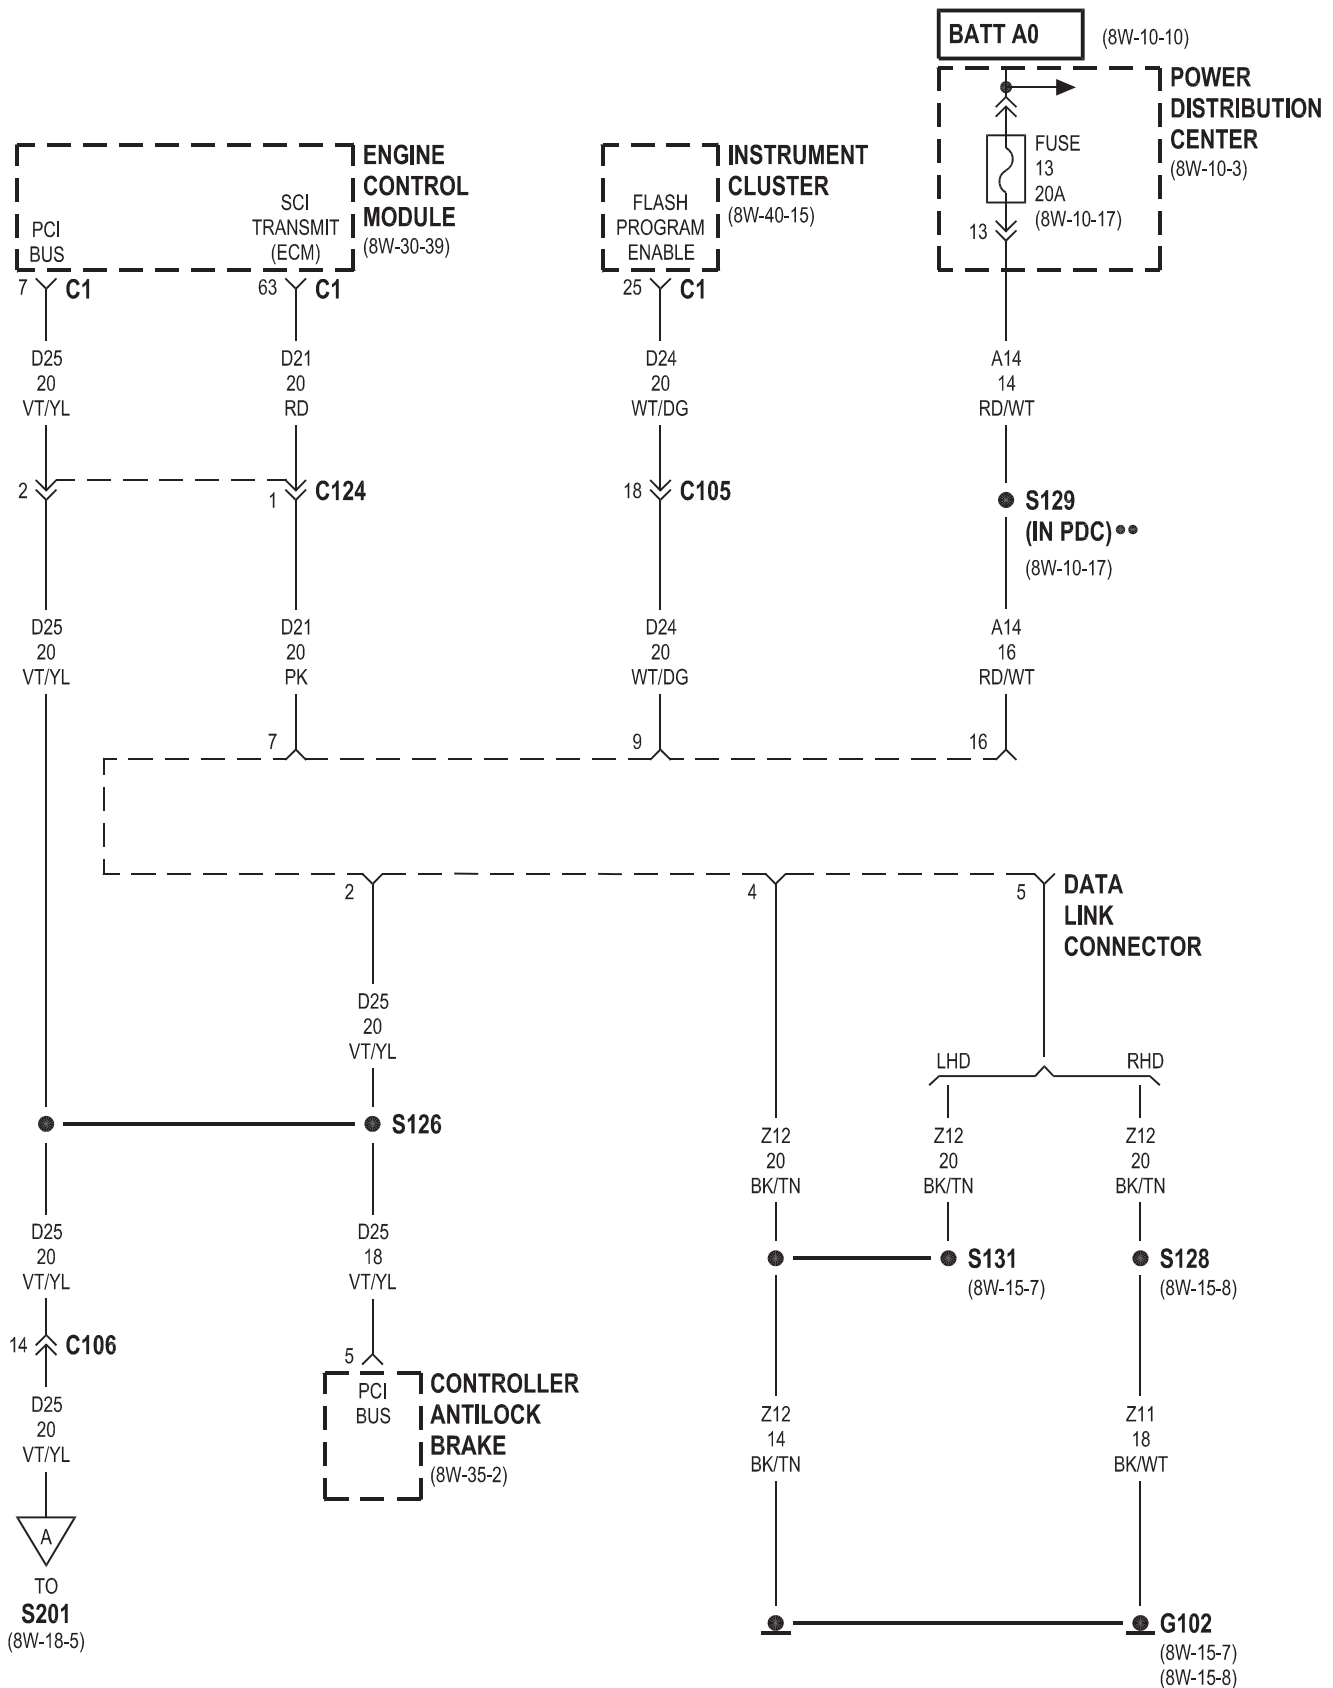 BATT A0
(8W-10-10)
POWER
DISTRIBUTION
CENTER
(8W-10-3)
FUSE
13
20A
(8W-10-17)
13
ENGINE
CONTROL
MODULE
(8W-30-39)
PCI
BUS
SCI
TRANSMIT
(ECM)
INSTRUMENT
CLUSTER
(8W-40-15)
FLASH
PROGRAM
ENABLE
7 C1
63 C1
25 C1
D25
20
VT/YL
D21
20
RD
D24
20
WT/DG
A14
14
RD/WT
2
1 C124
18 C105
S129
(IN PDC)
(8W-10-17)
D25
20
VT/YL
D21
20
PK
D24
20
WT/DG
A14
16
RD/WT
7
9
16
2
4
5
DATA
LINK
CONNECTOR
D25
20
VT/YL
LHD
RHD
S126
Z12
20
BK/TN
Z12
20
BK/TN
Z12
20
BK/TN
D25
20
VT/YL
D25
18
VT/YL
S131
(8W-15-7)
S128
(8W-15-8)
14 C106
5
PCI
BUS
CONTROLLER
ANTILOCK
BRAKE
(8W-35-2)
D25
20
VT/YL
Z12
14
BK/TN
Z11
18
BK/WT
A
TO
S201
(8W-18-5)
G102
(8W-15-7)
(8W-15-8)